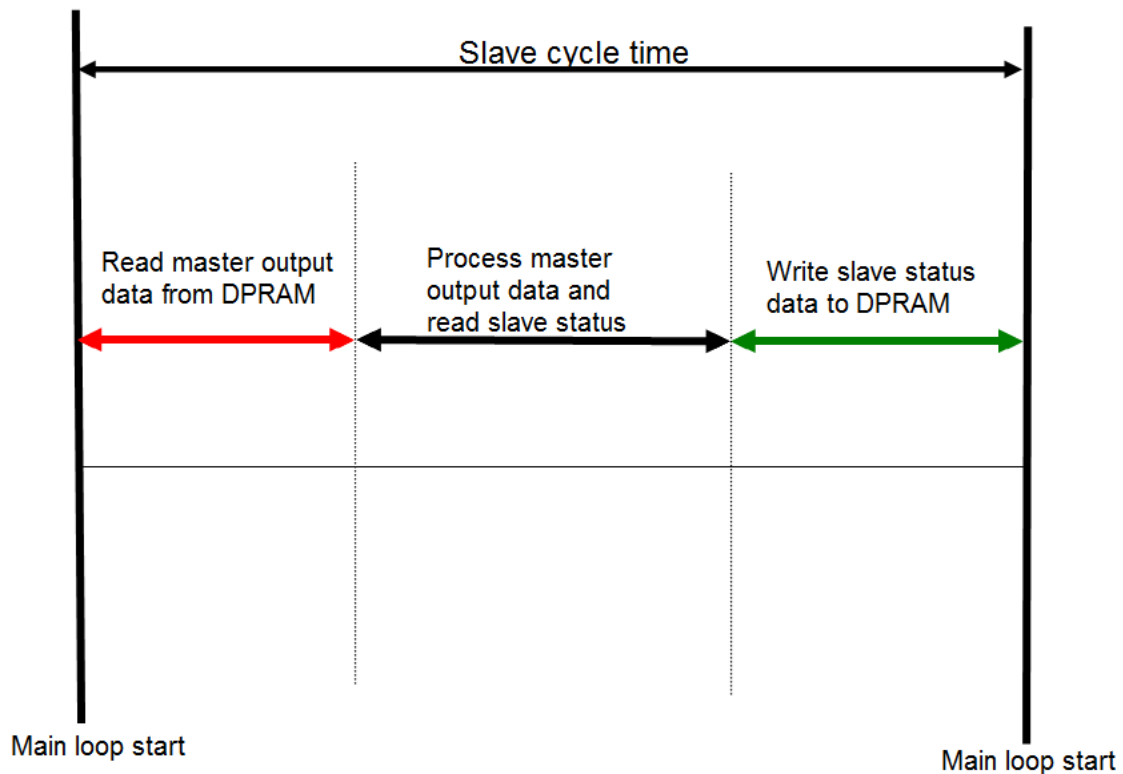 Slave cycle time
Read master output
data from DPRAM
Process master
output data and
read slave status
Write slave status
data to DPRAM
Main loop start
Main loop start